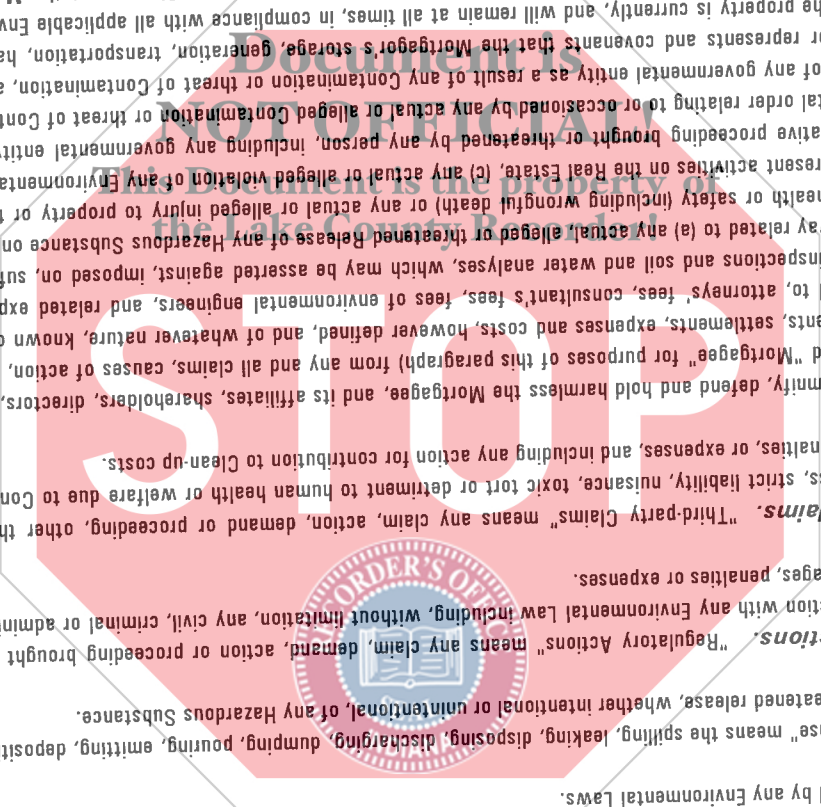 by any Environmental Laws.
se" means the spilling, leaking, disposing, discharging, dumping, pouring, emitting, depositi
eatened release, whether intentional or unintentional, of any Hazardous Substance.
ctions. "Regulatory Actions" means any claim, demand, action or proceeding brought
ction with any Environmental Law including, without limitation, any civil, criminal or admini
ages, penalties or expenses.
laims. "Third-party Claims" means any claim, action, demand or proceeding, other th
s, strict liability, nuisance, toxic tort or detriment to human health or welfare due to Con
nalties, or expenses, and including any action for contribution to Clean-up costs.
mnify, defend and hold harmless the Mortgagee, and its affiliates, shareholders, directors,
d "Mortgagee" for purposes of this paragraph) from any and all claims, causes of action,
ents, settlements, expenses and costs, however defined, and of whatever nature, known
to, attorneys' fees, consultant's fees, fees of environmental engineers, and related exp
inspections and soil and water analyses, which may be asserted against, imposed on, suf
ay related to (a) any actual, alleged or threatened Release of any Hazardous Substance on
health or safety (including wrongful death) or any actual or alleged injury to property or t
resent activities on the Real Estate, (c) any actual or alleged violation of any Environmenta
ative proceeding brought or threatened by any person, including any governmental entit
tal order relating to or occasioned by any actual or alleged Contamination or threat of Cont
of any governmental entity as a result of any Contamination or threat of Contamination, a
or represents and covenants that the Mortgagor's storage, generation, transportation, ha
he property is currently, and will remain at all times, in compliance with all applicable Env
Document is
NOT OFFICIAL!
This Document is the property of
the Lake County Recorder!
STOP
RECORDER'S OFFICE
SEAL
INDIANA